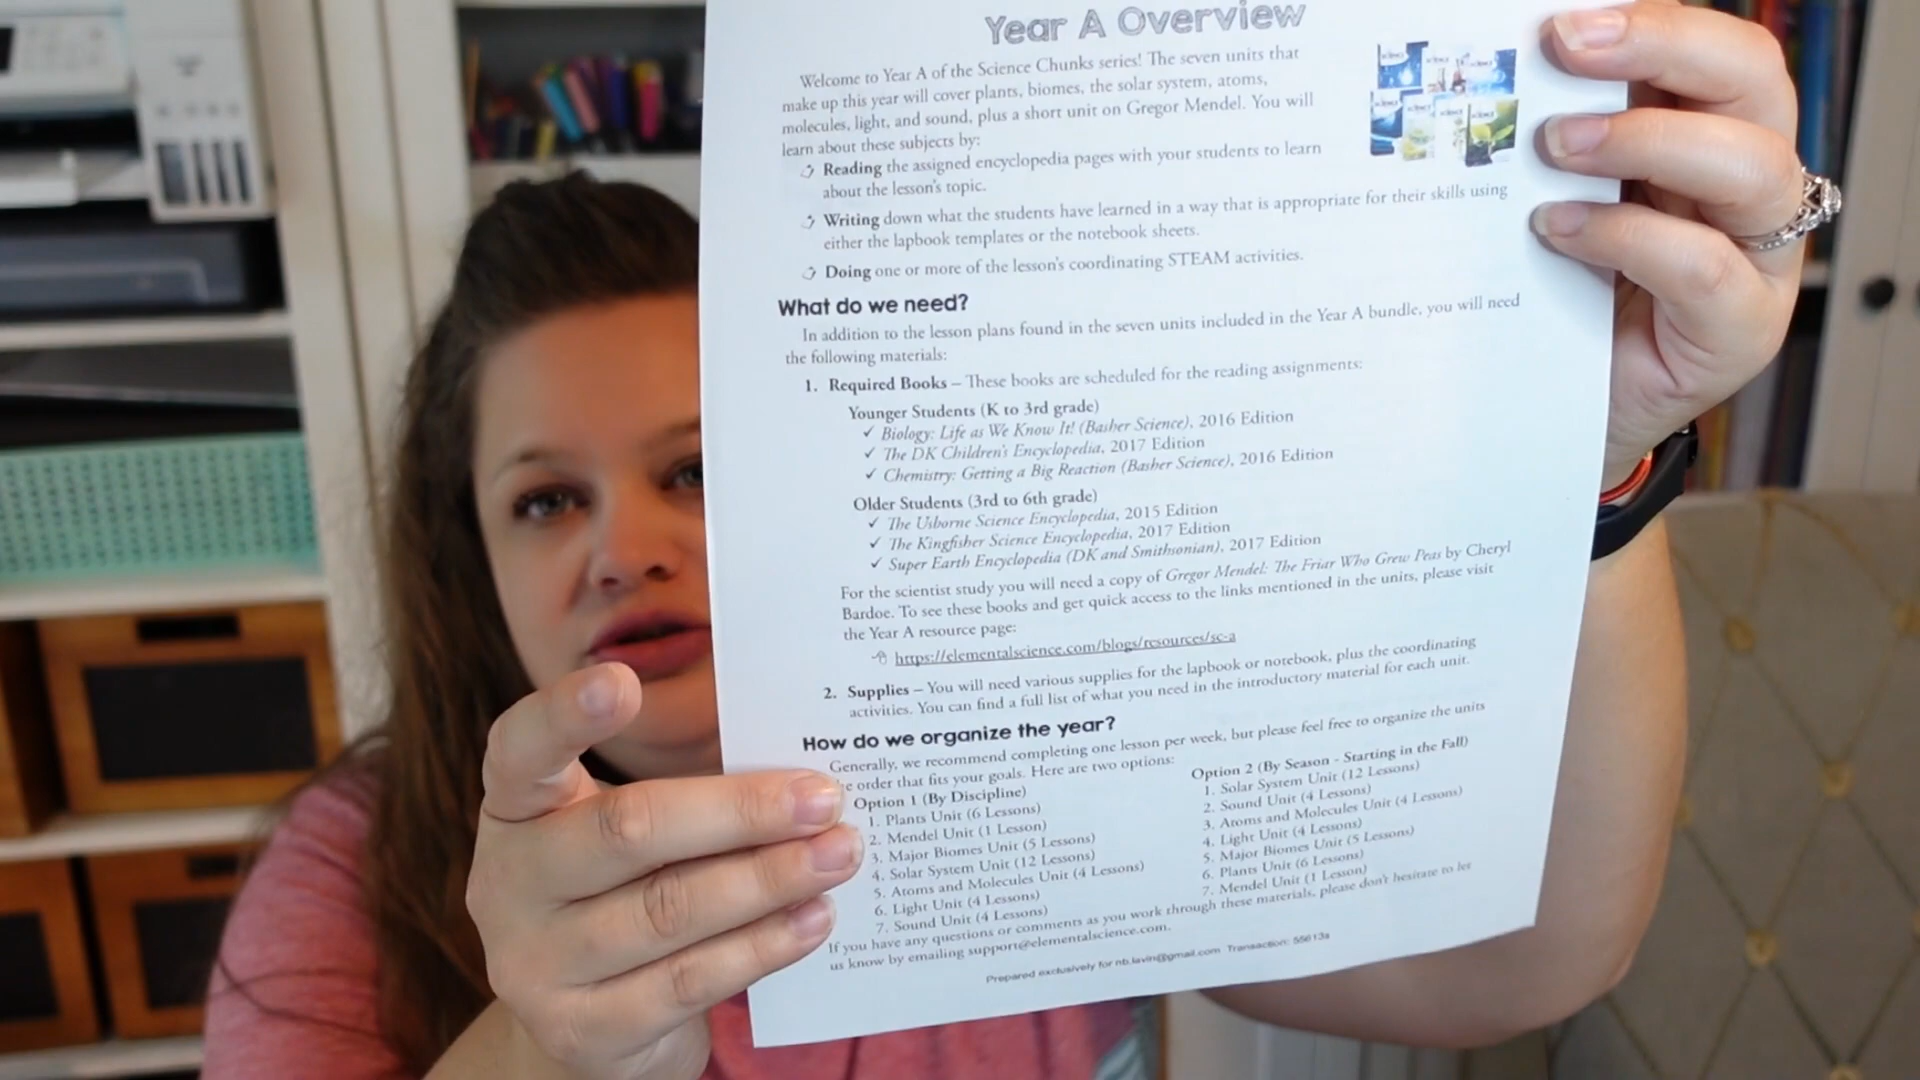 Year A Overview
Welcome to Year A of the Science Chunks series! The seven units that
make up this year will cover plants, biomes, the solar system, atoms,
molecules, light, and sound, plus a short unit on Gregor Mendel. You will
learn about these subjects by:
Reading the assigned encyclopedia pages with your students to learn
about the lesson's topic.
Writing down what the students have learned in a way that is appropriate for their skills using
either the lapbook templates or the notebook sheets.
Doing one or more of the lesson's coordinating STEAM activities.
What do we need?
In addition to the lesson plans found in the seven units included in the Year A bundle, you will need
the following materials:
1. Required Books – These books are scheduled for the reading assignments:
Younger Students (K to 3rd grade)
✓ Biology: Life as We Know It! (Basher Science), 2016 Edition
✓ The DK Children's Encyclopedia, 2017 Edition
✓ Chemistry: Getting a Big Reaction (Basher Science), 2016 Edition
Older Students (3rd to 6th grade)
✓ The Usborne Science Encyclopedia, 2015 Edition
✓ The Kingfisher Science Encyclopedia, 2017 Edition
✓ Super Earth Encyclopedia (DK and Smithsonian), 2017 Edition
For the scientist study you will need a copy of Gregor Mendel: The Friar Who Grew Peas by Cheryl
Bardoe. To see these books and get quick access to the links mentioned in the units, please visit
the Year A resource page:
https://elementalscience.com/blogs/resources/sc-a
2. Supplies – You will need various supplies for the lapbook or notebook, plus the coordinating
activities. You can find a full list of what you need in the introductory material for each unit.
How do we organize the year?
Generally, we recommend completing one lesson per week, but please feel free to organize the units
order that fits your goals. Here are two options:
Option 1 (By Discipline)
1. Plants Unit (6 Lessons)
2. Mendel Unit (1 Lesson)
3. Major Biomes Unit (5 Lessons)
4. Solar System Unit (12 Lessons)
5. Atoms and Molecules Unit (4 Lessons)
6. Light Unit (4 Lessons)
7. Sound Unit (4 Lessons)
Option 2 (By Season - Starting in the Fall)
1. Solar System Unit (12 Lessons)
2. Sound Unit (4 Lessons)
3. Atoms and Molecules Unit (4 Lessons)
4. Light Unit (4 Lessons)
5. Major Biomes Unit (5 Lessons)
6. Plants Unit (6 Lessons)
7. Mendel Unit (1 Lesson)
If you have any questions or comments as you work through these materials, please don't hesitate to let
us know by emailing support@elementalscience.com.
Prepared exclusively for nb.lavin@gmail.com Transaction: 55613a